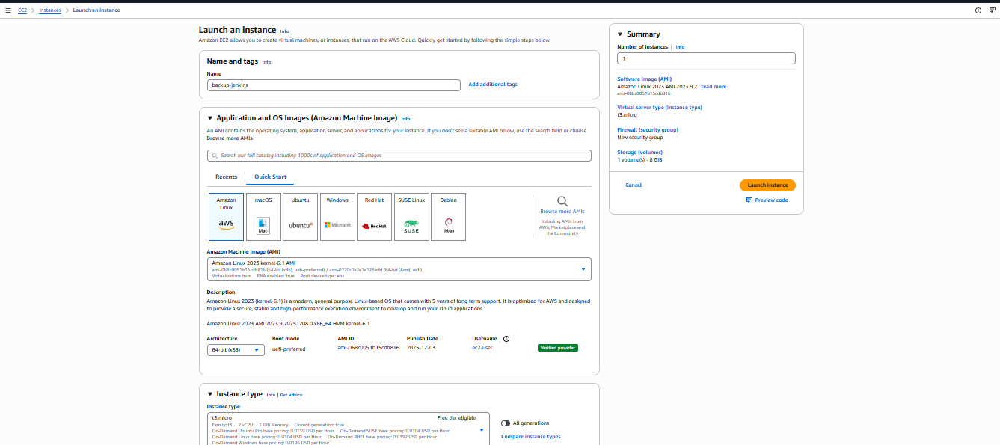 EC2 > Instances > Launch an instance
Launch an instance Info
Amazon EC2 allows you to create virtual machines, or instances, that run on the AWS Cloud. Quickly get started by following the simple steps below.
Name and tags Info
Name
backup-jenkins
Add additional tags
Application and OS Images (Amazon Machine Image) Info
An AMI contains the operating system, application server, and applications for your instance. If you don't see a suitable AMI below, use the search field or choose
Browse more AMIs.
Search our full catalog including 1000s of application and OS images
Recents Quick Start
Amazon Linux
aws
macOS
Mac
Ubuntu
ubuntu
Windows
Microsoft
Red Hat
Red Hat
SUSE Linux
SUSE
Debian
debian
Browse more AMIs
Including AMIs from
AWS, Marketplace and
the Community
Amazon Machine Image (AMI)
Amazon Linux 2023 kernel-6.1 AMI
ami-068c0051b15cdb816 (64-bit (x86), uefi-preferred) / ami-0720c0a2e1e125edd (64-bit (Arm), uefi)
Virtualization: hvm ENA enabled: true Root device type: ebs
Description
Amazon Linux 2023 (kernel-6.1) is a modern, general purpose Linux-based OS that comes with 5 years of long term support. It is optimized for AWS and designed
to provide a secure, stable and high-performance execution environment to develop and run your cloud applications.
Amazon Linux 2023 AMI 2023.9.20251208.0 x86_64 HVM kernel-6.1
Architecture Boot mode AMI ID Publish Date Username
64-bit (x86) uefi-preferred ami-068c0051b15cdb816 2025-12-03 ec2-user Verified provider
Instance type Info | Get advice
Instance type
t3.micro Free tier eligible
Family: t3 2 vCPU 1 GiB Memory Current generation: true
On-Demand Ubuntu Pro base pricing: 0.0139 USD per Hour On-Demand SUSE base pricing: 0.0104 USD per Hour
On-Demand Linux base pricing: 0.0104 USD per Hour On-Demand RHEL base pricing: 0.0392 USD per Hour
On-Demand Windows base pricing: 0.0196 USD per Hour
All generations
Compare instance types
Summary
Number of instances Info
1
Software Image (AMI)
Amazon Linux 2023 AMI 2023.9.2...read more
ami-068c0051b15cdb816
Virtual server type (instance type)
t3.micro
Firewall (security group)
New security group
Storage (volumes)
1 volume(s) - 8 GiB
Cancel Launch instance
Preview code